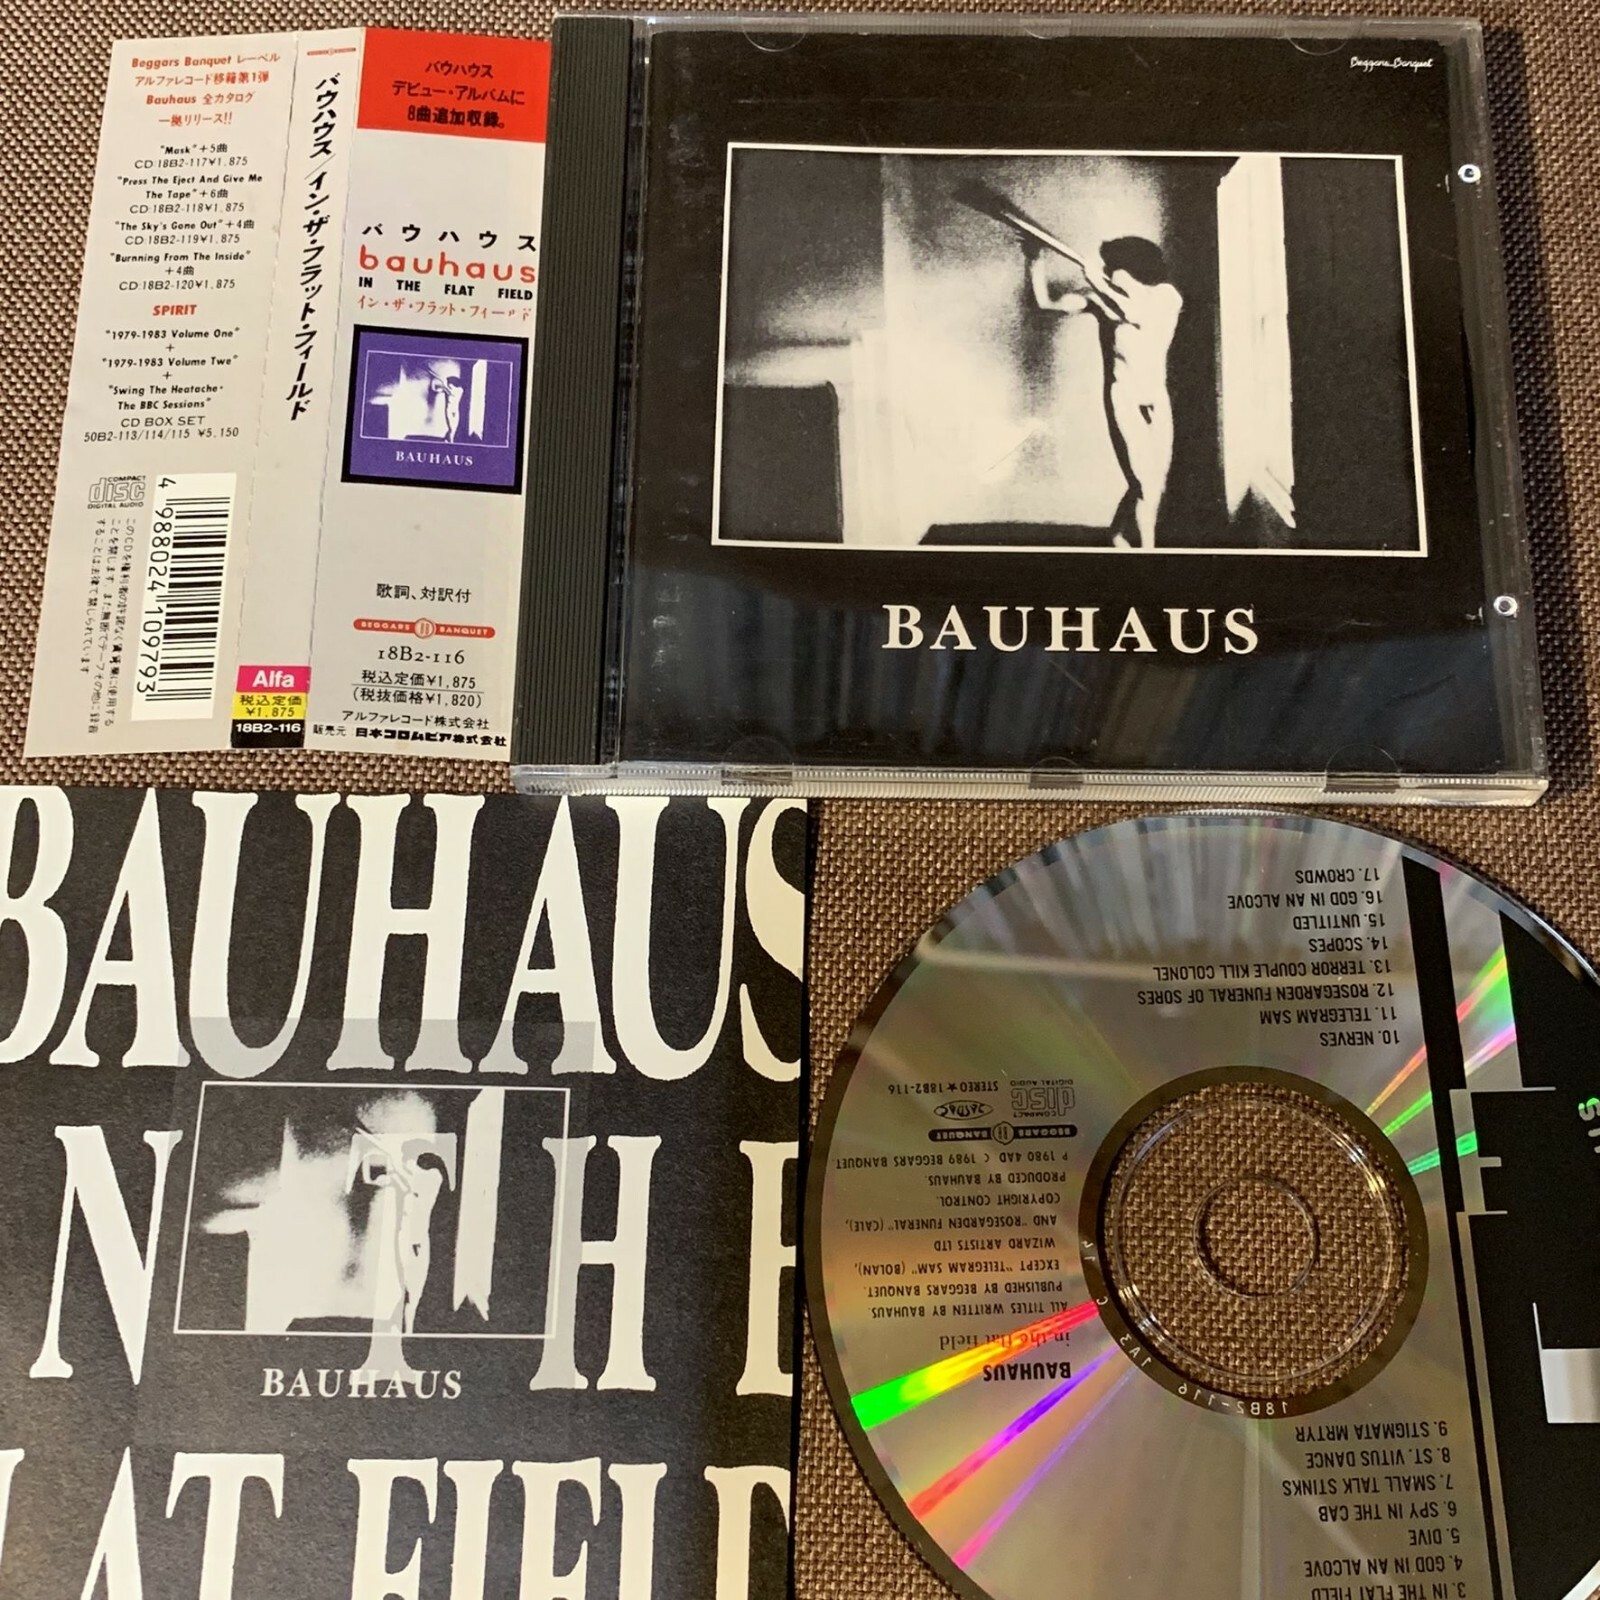 Beggars Banquet レーベル
アルファレコード移籍第1弾
Bauhaus 全カタログ
一挙リリース!!
"Mask"+5曲
CD:18B2-117¥1,875
"Press The Eject And Give Me
The Tape"+6曲
CD:18B2-118¥1,875
"The Sky's Gone Out"+4曲
CD:18B2-119¥1,875
"Burnning From The Inside"
+4曲
CD:18B2-120¥1,875
SPIRIT
"1979-1983 Volume One"
+
"1979-1983 Volume Two"
+
"Swing The Heatache·
The BBC Sessions"
CD BOX SET
50B2-113/114/115 ¥5,150
COMPACT
disc
DIGITAL AUDIO
4 988024 109793
バウハウス/イン・ザ・フラット・フィールド
Alfa
税込定価
¥1,875
18B2-116
バウハウス
デビュー・アルバムに
8曲追加収録。
バウハウス
bauhaus
IN THE FLAT FIELD
イン・ザ・フラット・フィールド
BAUHAUS
歌詞、対訳付
BEGGARS BANQUET
18B2-116
税込定価¥1,875
(税抜価格¥1,820)
アルファレコード株式会社
販売元 日本コロムビア株式会社
Beggars Banquet
BAUHAUS
BAUHAUS
N TH E
BAUHAUS
LAT FIELD
3. IN THE FLAT FIELD
4. GOD IN AN ALCOVE
5. DIVE
6. SPY IN THE CAB
7. SMALL TALK STINKS
8. ST. VITUS DANCE
9. STIGMATA MRTYR
18B2-116 1A3
BAUHAUS
in the flat field
ALL TITLES WRITTEN BY BAUHAUS.
PUBLISHED BY BEGGARS BANQUET.
EXCEPT "TELEGRAM SAM" (BOLAN),
WIZARD ARTISTS LTD
AND "ROSEGARDEN FUNERAL" (CALE),
COPYRIGHT CONTROL
PRODUCED BY BAUHAUS.
P 1980 4AD C 1989 BEGGARS BANQUET.
BEGGARS BANQUET
JASRAC
COMPACT
disc
DIGITAL AUDIO
STEREO★18B2-116
10. NERVES
11. TELEGRAM SAM
12. ROSEGARDEN FUNERAL OF SORES
13. TERROR COUPLE KILL COLONEL
14. SCOPES
15. UNTITLED
16. GOD IN AN ALCOVE
17. CROWDS